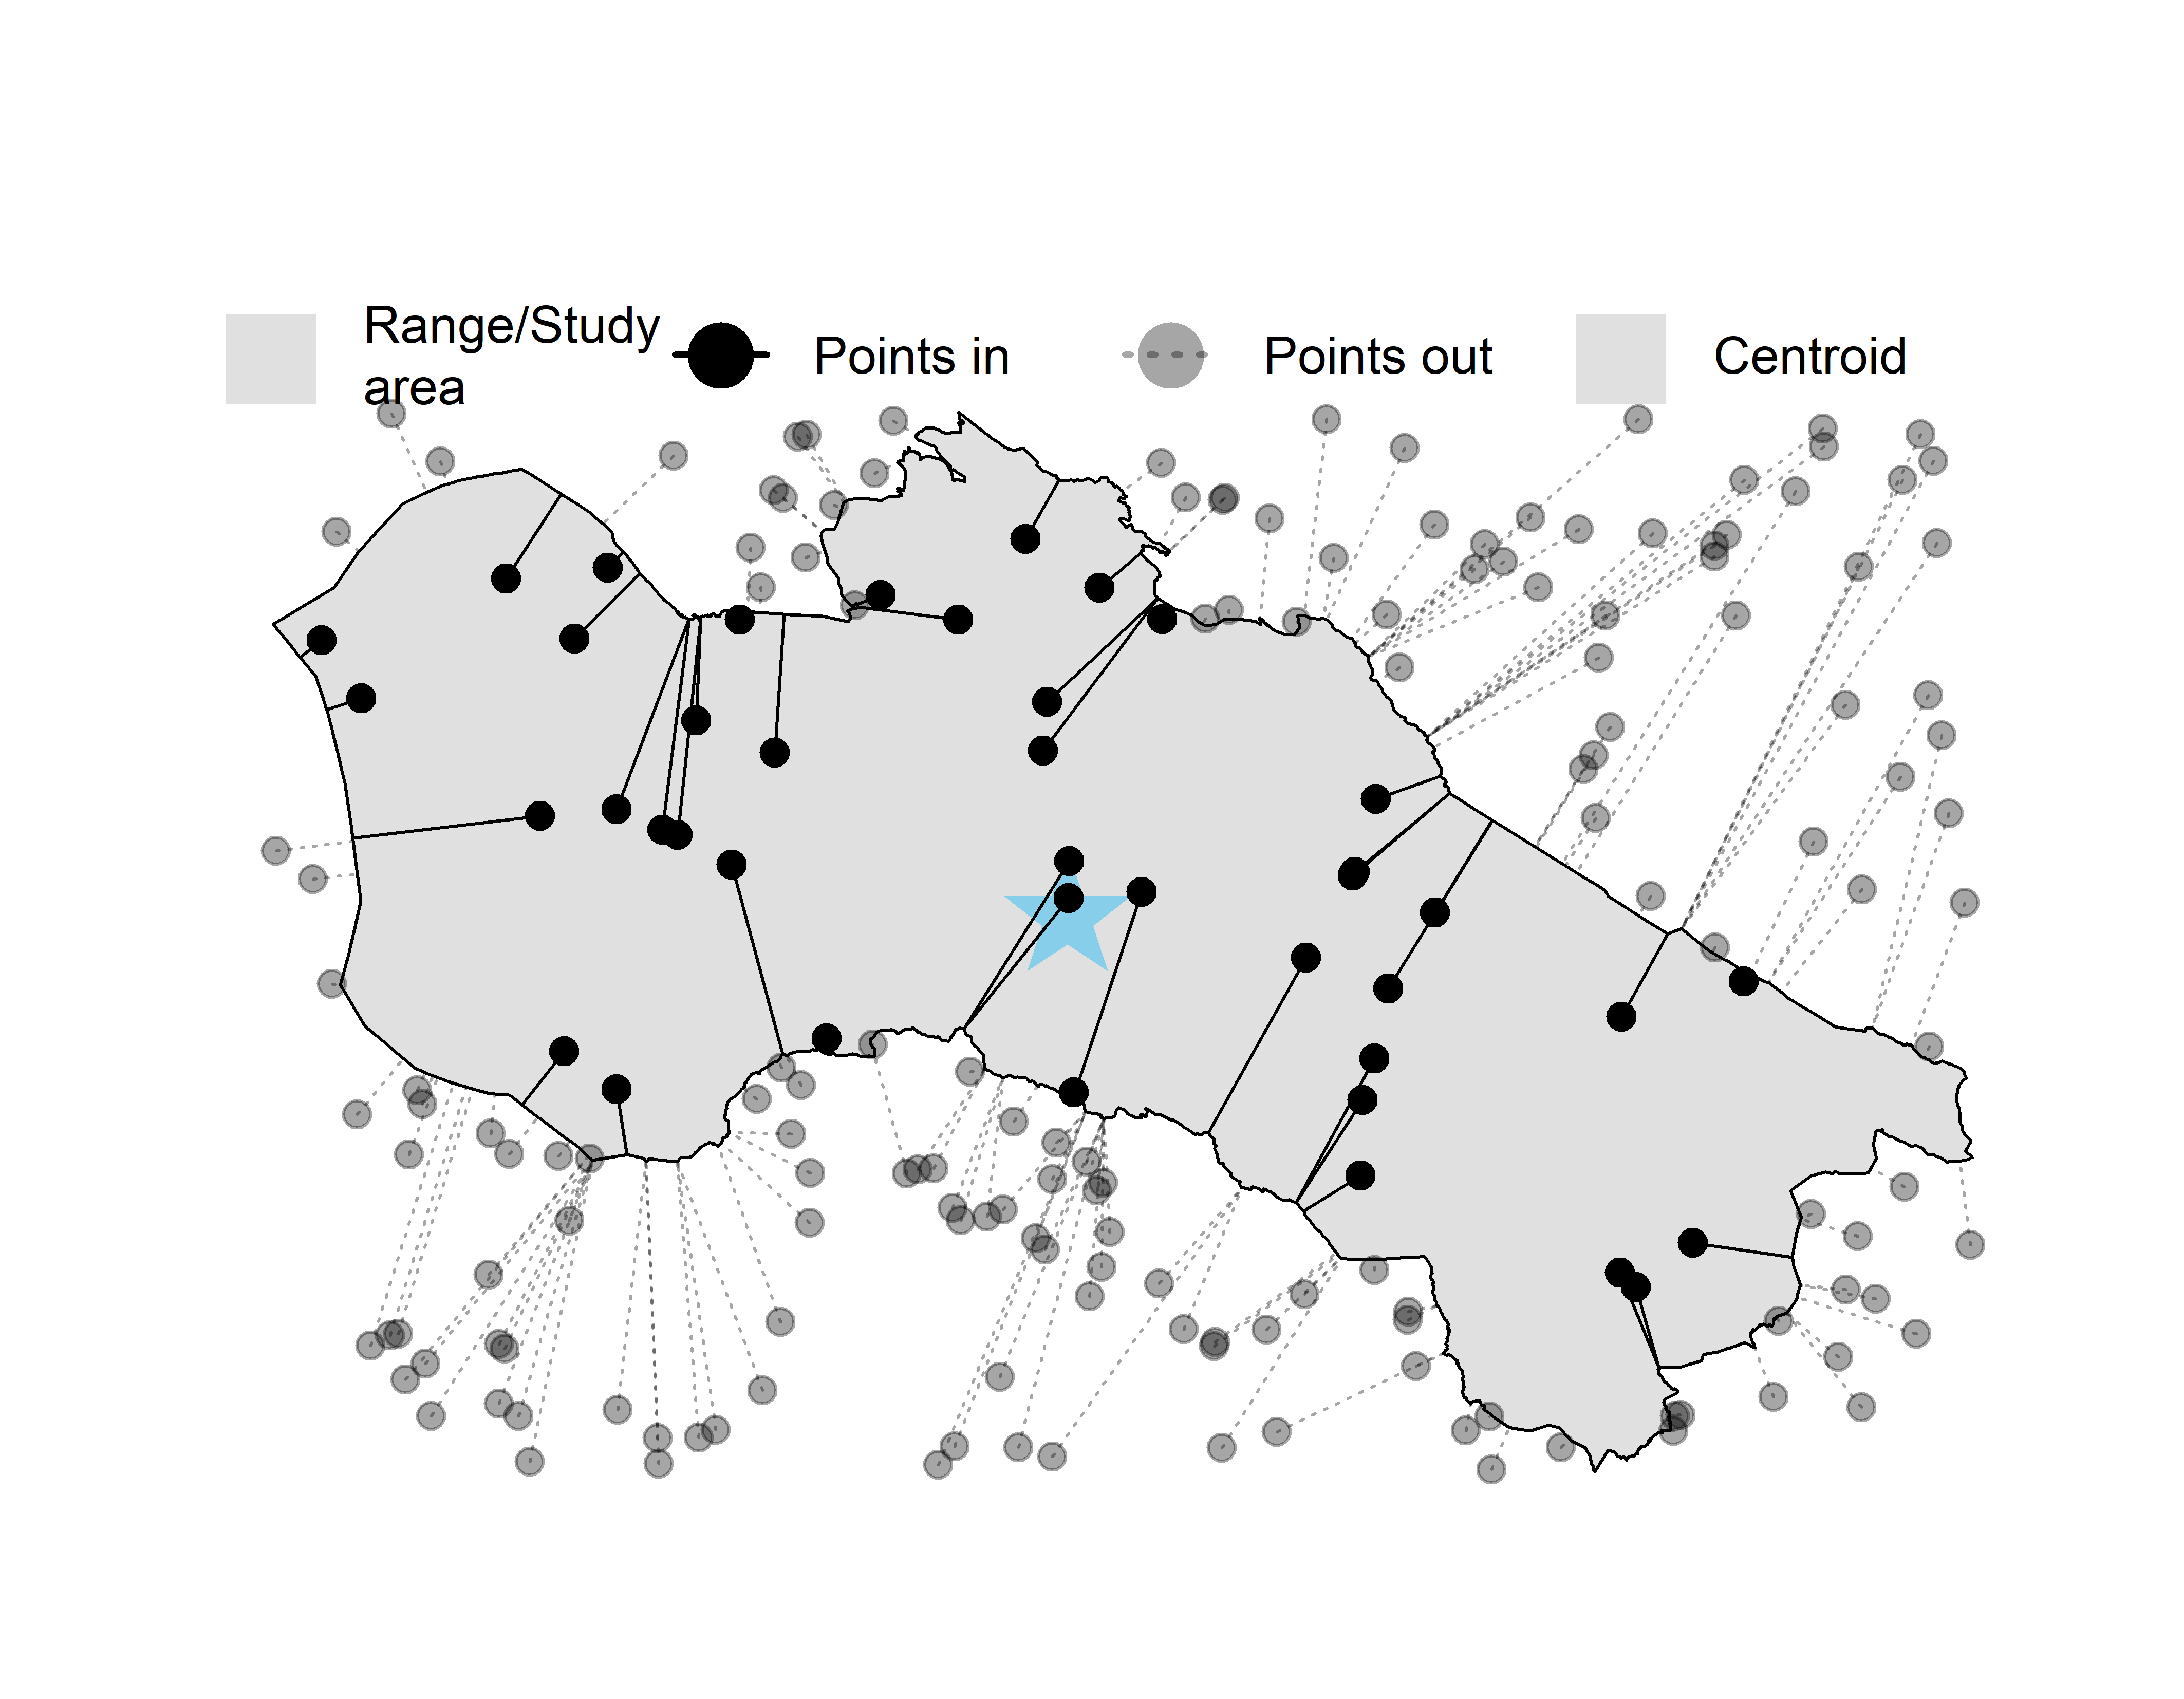 Range/Study
area
Points in
Points out
Centroid